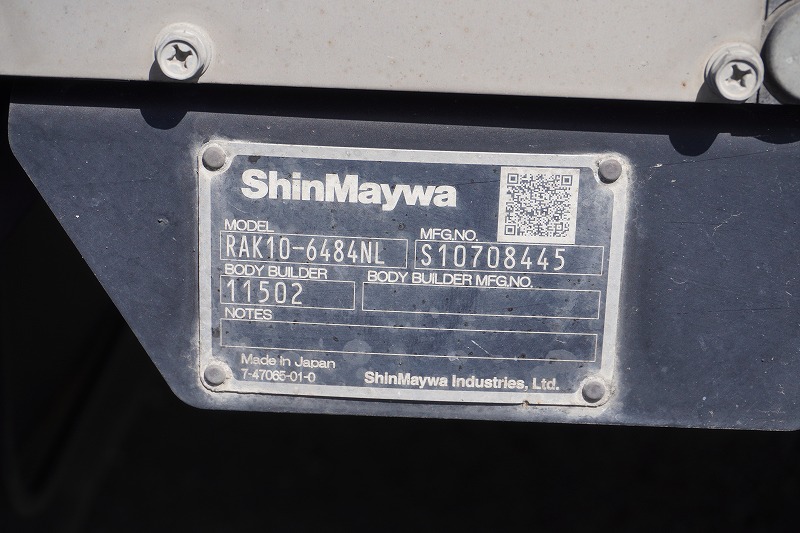 ShinMaywa
MODEL MFG.NO.
RAK10-6484NL S10708445
BODY BUILDER BODY BUILDER MFG.NO.
11502
NOTES
Made in Japan
7-47065-01-0 ShinMaywa Industries, Ltd.